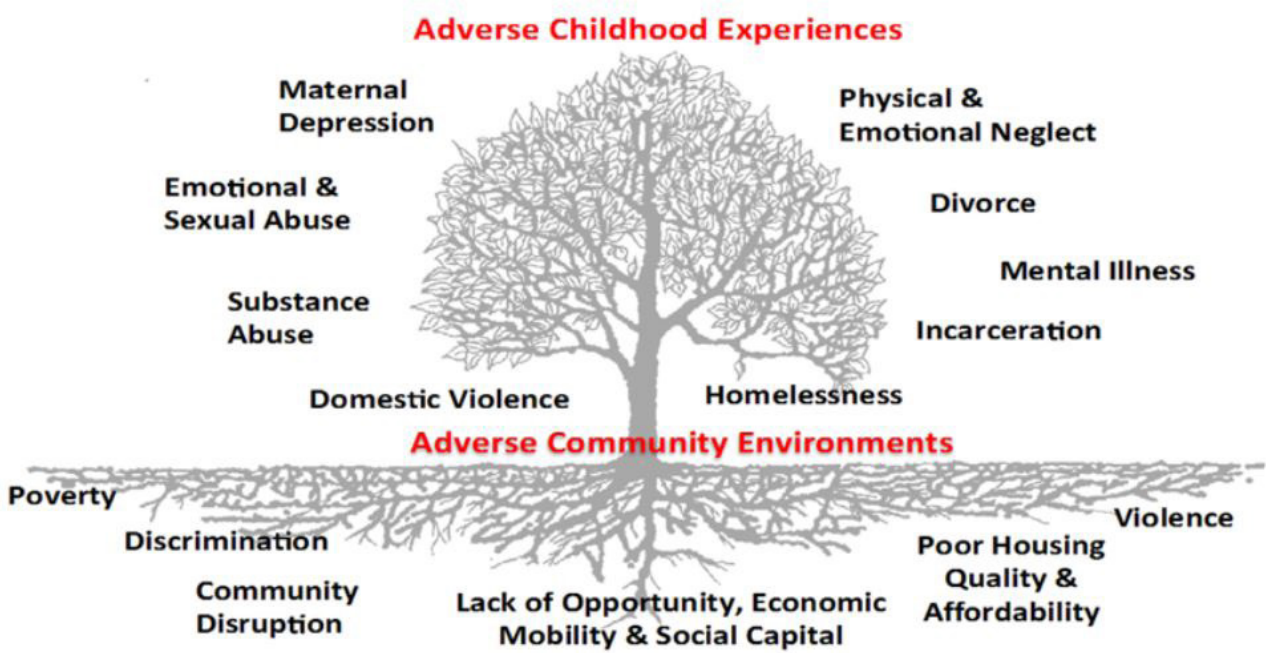 Adverse Childhood Experiences
Maternal
Depression
Physical &
Emotional Neglect
Emotional &
Sexual Abuse
Divorce
Mental Illness
Substance
Abuse
Incarceration
Domestic Violence
Homelessness
Adverse Community Environments
Poverty
Violence
Discrimination
Poor Housing
Quality &
Affordability
Community
Disruption
Lack of Opportunity, Economic
Mobility & Social Capital